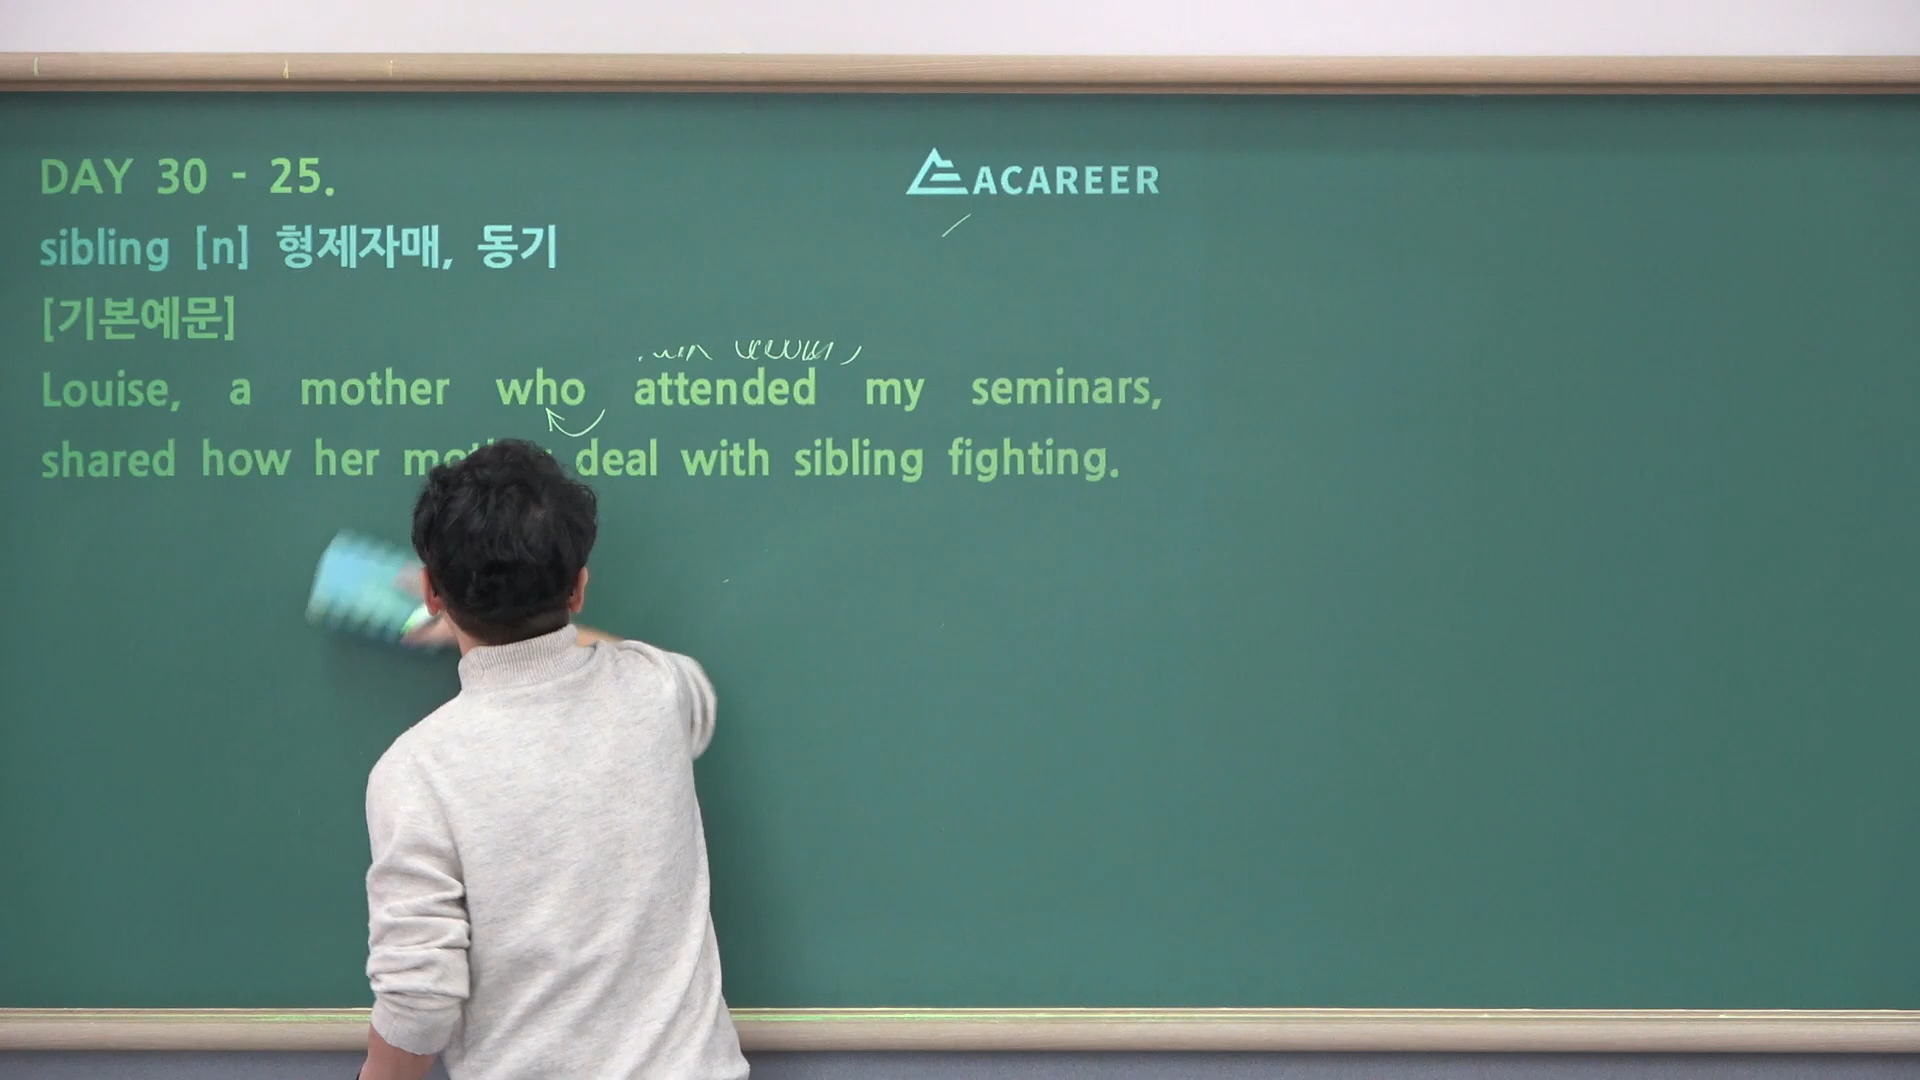 DAY 30 - 25.
ACAREER
sibling [n] 형제자매, 동기
[기본예문]
Louise, a mother who attended my seminars,
shared how her deal with sibling fighting.